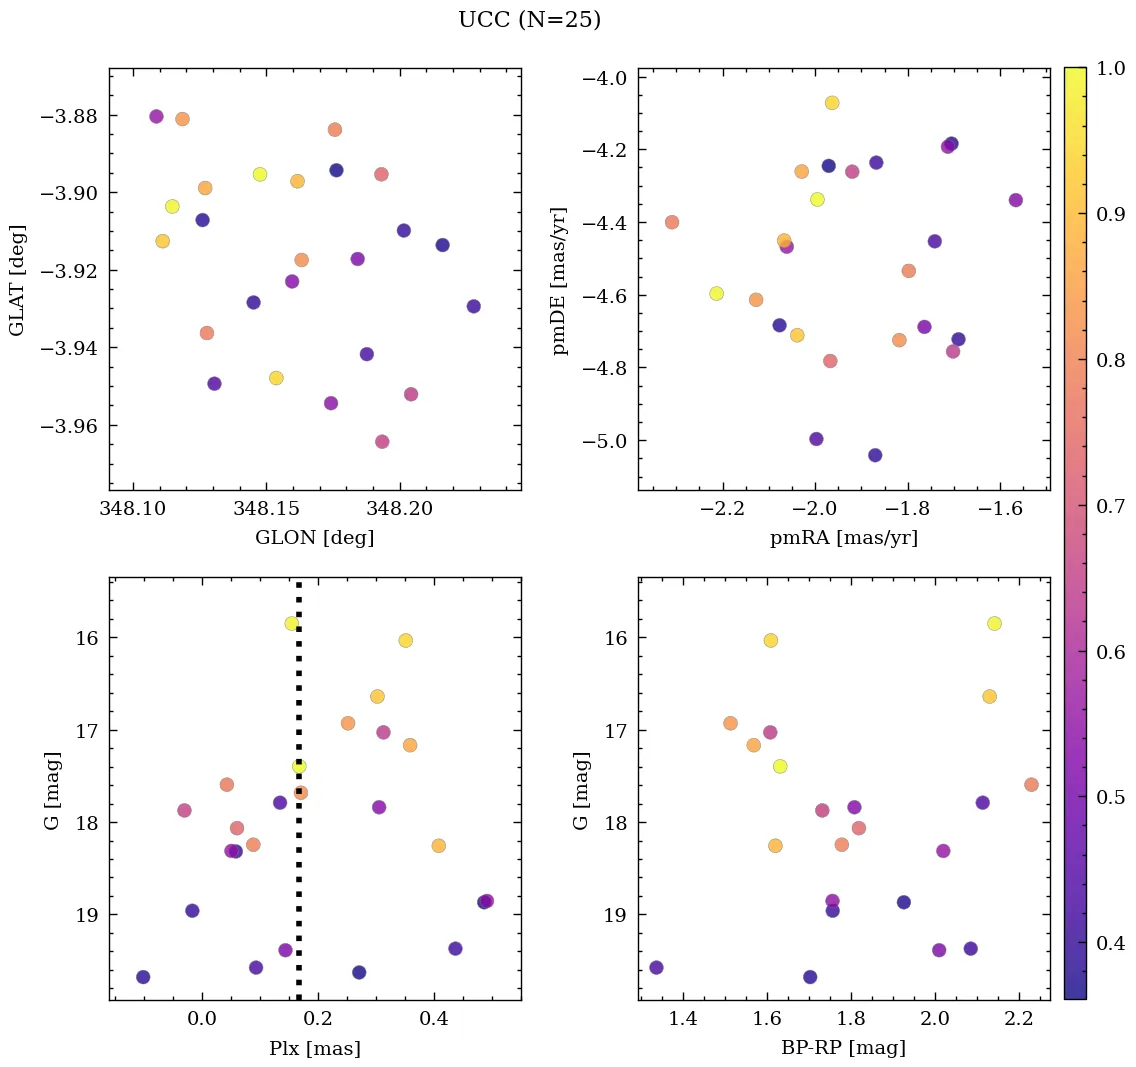 UCC (N=25)
−3.88
−3.90
−3.92
−3.94
−3.96
GLAT [deg]
348.10 348.15 348.20
GLON [deg]
−4.0
−4.2
−4.4
−4.6
−4.8
−5.0
pmDE [mas/yr]
−2.2 −2.0 −1.8 −1.6
pmRA [mas/yr]
16
17
18
19
G [mag]
0.0 0.2 0.4
Plx [mas]
16
17
18
19
G [mag]
1.4 1.6 1.8 2.0 2.2
BP-RP [mag]
1.0
0.9
0.8
0.7
0.6
0.5
0.4